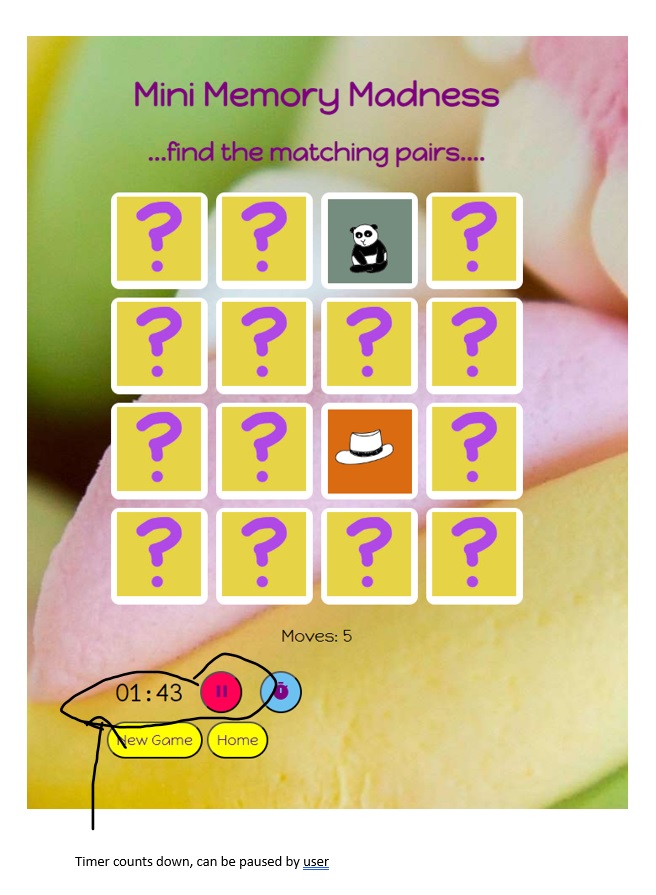 Mini Memory Madness
...find the matching pairs....
? ? ?
? ? ? ?
? ? ?
? ? ? ?
Moves: 5
01:43
New Game Home
Timer counts down, can be paused by user